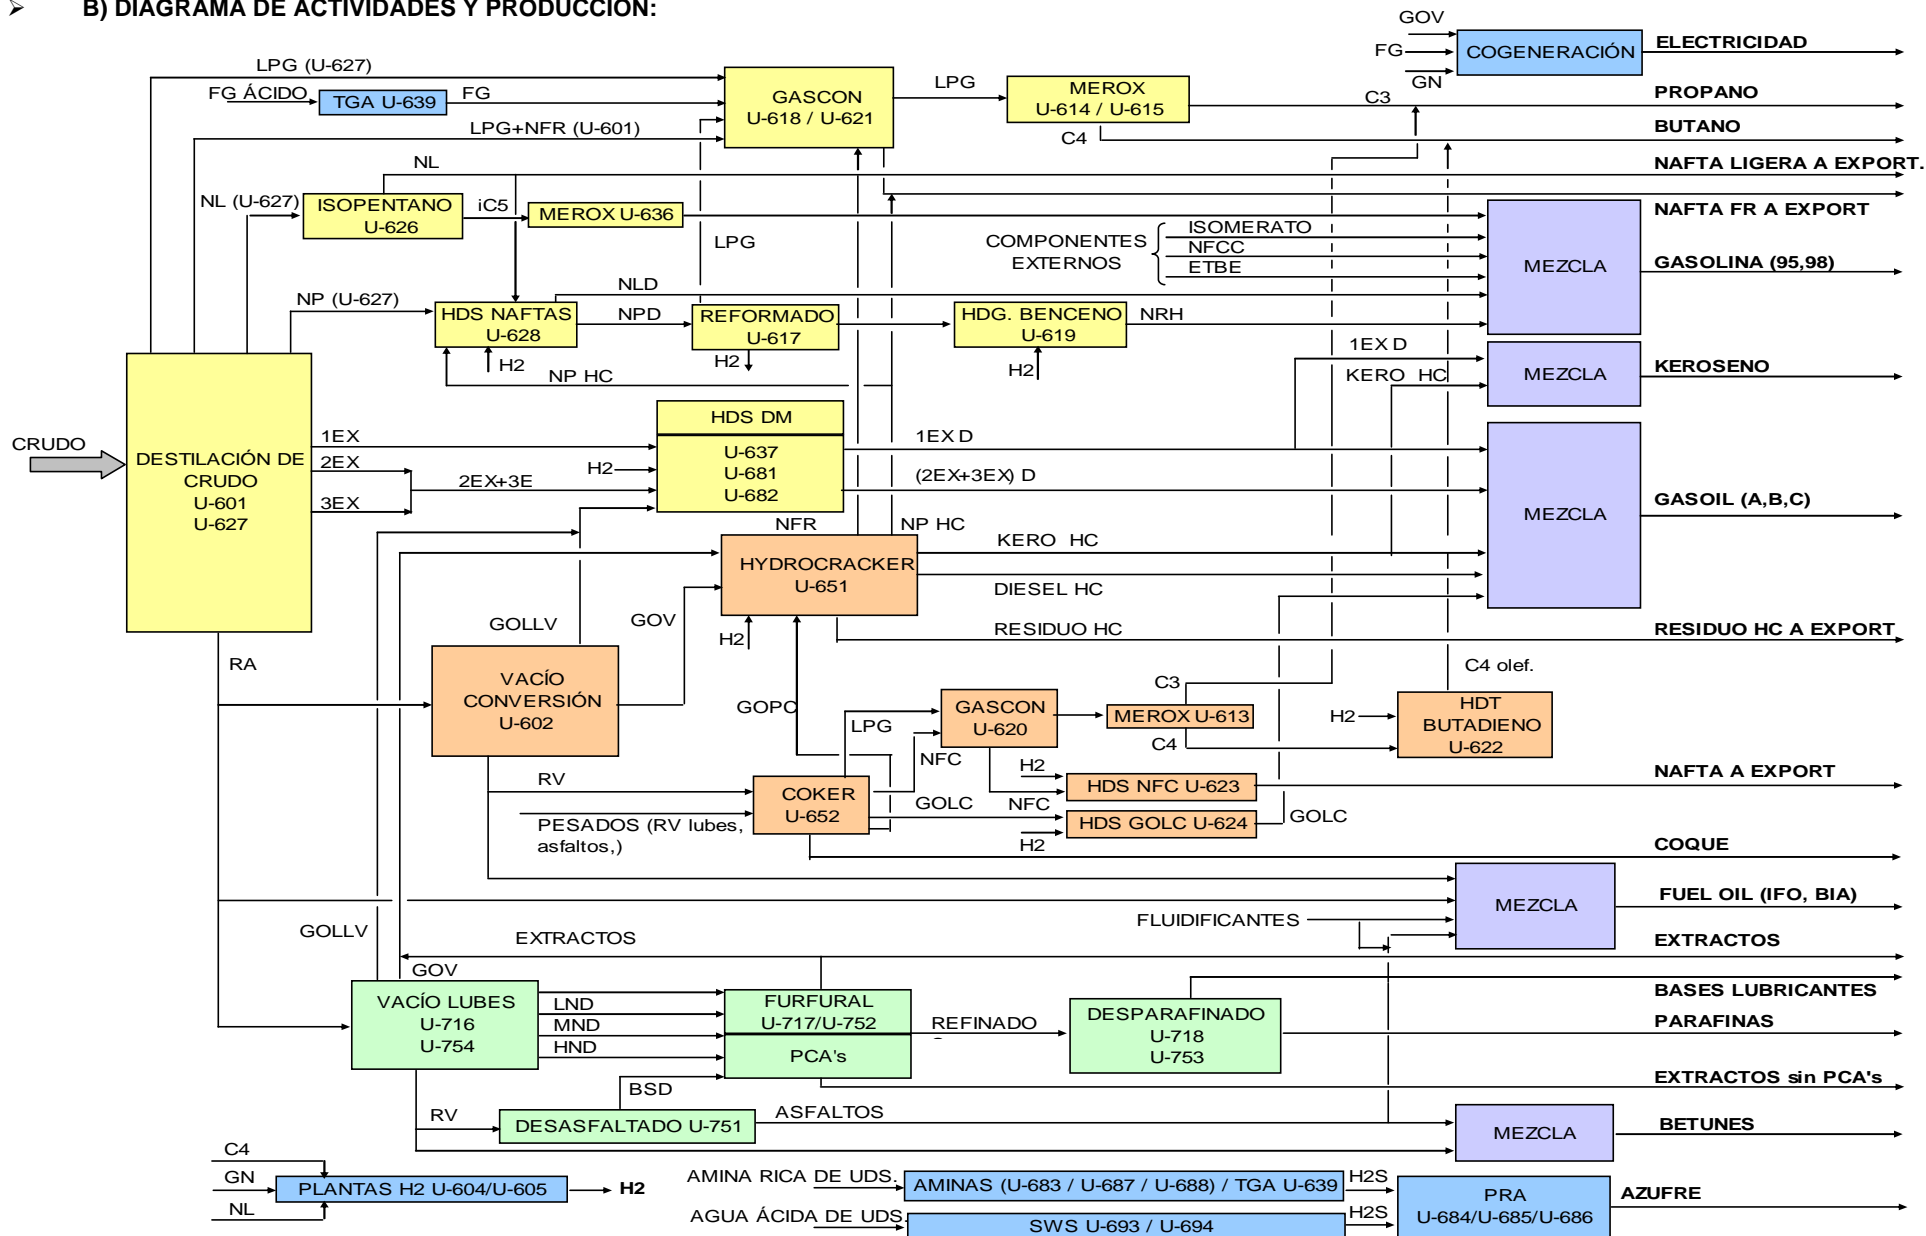 B) DIAGRAMA DE ACTIVIDADES Y PRODUCCIÓN:
GOV
FG
GN
COGENERACIÓN
ELECTRICIDAD
LPG (U-627)
FG ÁCIDO
TGA U-639
FG
GASCON
U-618 / U-621
LPG
MEROX
U-614 / U-615
C3
PROPANO
LPG+NFR (U-601)
C4
BUTANO
NL
NAFTA LIGERA A EXPORT.
NL (U-627)
ISOPENTANO
U-626
iC5
MEROX U-636
NAFTA FR A EXPORT
LPG
COMPONENTES
EXTERNOS
ISOMERATO
NFCC
ETBE
MEZCLA
GASOLINA (95,98)
NP (U-627)
NLD
HDS NAFTAS
U-628
NPD
REFORMADO
U-617
HDG. BENCENO
U-619
NRH
H2
H2
H2
NP HC
1EX D
KERO HC
MEZCLA
KEROSENO
CRUDO
DESTILACIÓN DE
CRUDO
U-601
U-627
1EX
2EX
3EX
2EX+3E
H2
HDS DM
U-637
U-681
U-682
1EX D
(2EX+3EX) D
MEZCLA
GASOIL (A,B,C)
NFR
NP HC
HYDROCRACKER
U-651
KERO HC
DIESEL HC
GOLLV
GOV
H2
RESIDUO HC
RESIDUO HC A EXPORT
RA
VACÍO
CONVERSIÓN
U-602
GOPC
LPG
GASCON
U-620
C3
MEROX U-613
C4
C4 olef.
H2
HDT
BUTADIENO
U-622
NFC
RV
COKER
U-652
GOLC
NFC
H2
HDS NFC U-623
NAFTA A EXPORT
PESADOS (RV lubes,
asfaltos,)
HDS GOLC U-624
GOLC
H2
COQUE
MEZCLA
FUEL OIL (IFO, BIA)
FLUIDIFICANTES
GOLLV
EXTRACTOS
EXTRACTOS
GOV
VACÍO LUBES
U-716
U-754
LND
MND
HND
FURFURAL
U-717/U-752
PCA's
REFINADO
DESPARAFINADO
U-718
U-753
BASES LUBRICANTES
PARAFINAS
BSD
EXTRACTOS sin PCA's
RV
DESASFALTADO U-751
ASFALTOS
MEZCLA
BETUNES
C4
GN
NL
PLANTAS H2 U-604/U-605
H2
AMINA RICA DE UDS.
AMINAS (U-683 / U-687 / U-688) / TGA U-639
H2S
PRA
U-684/U-685/U-686
AZUFRE
AGUA ÁCIDA DE UDS.
SWS U-693 / U-694
H2S